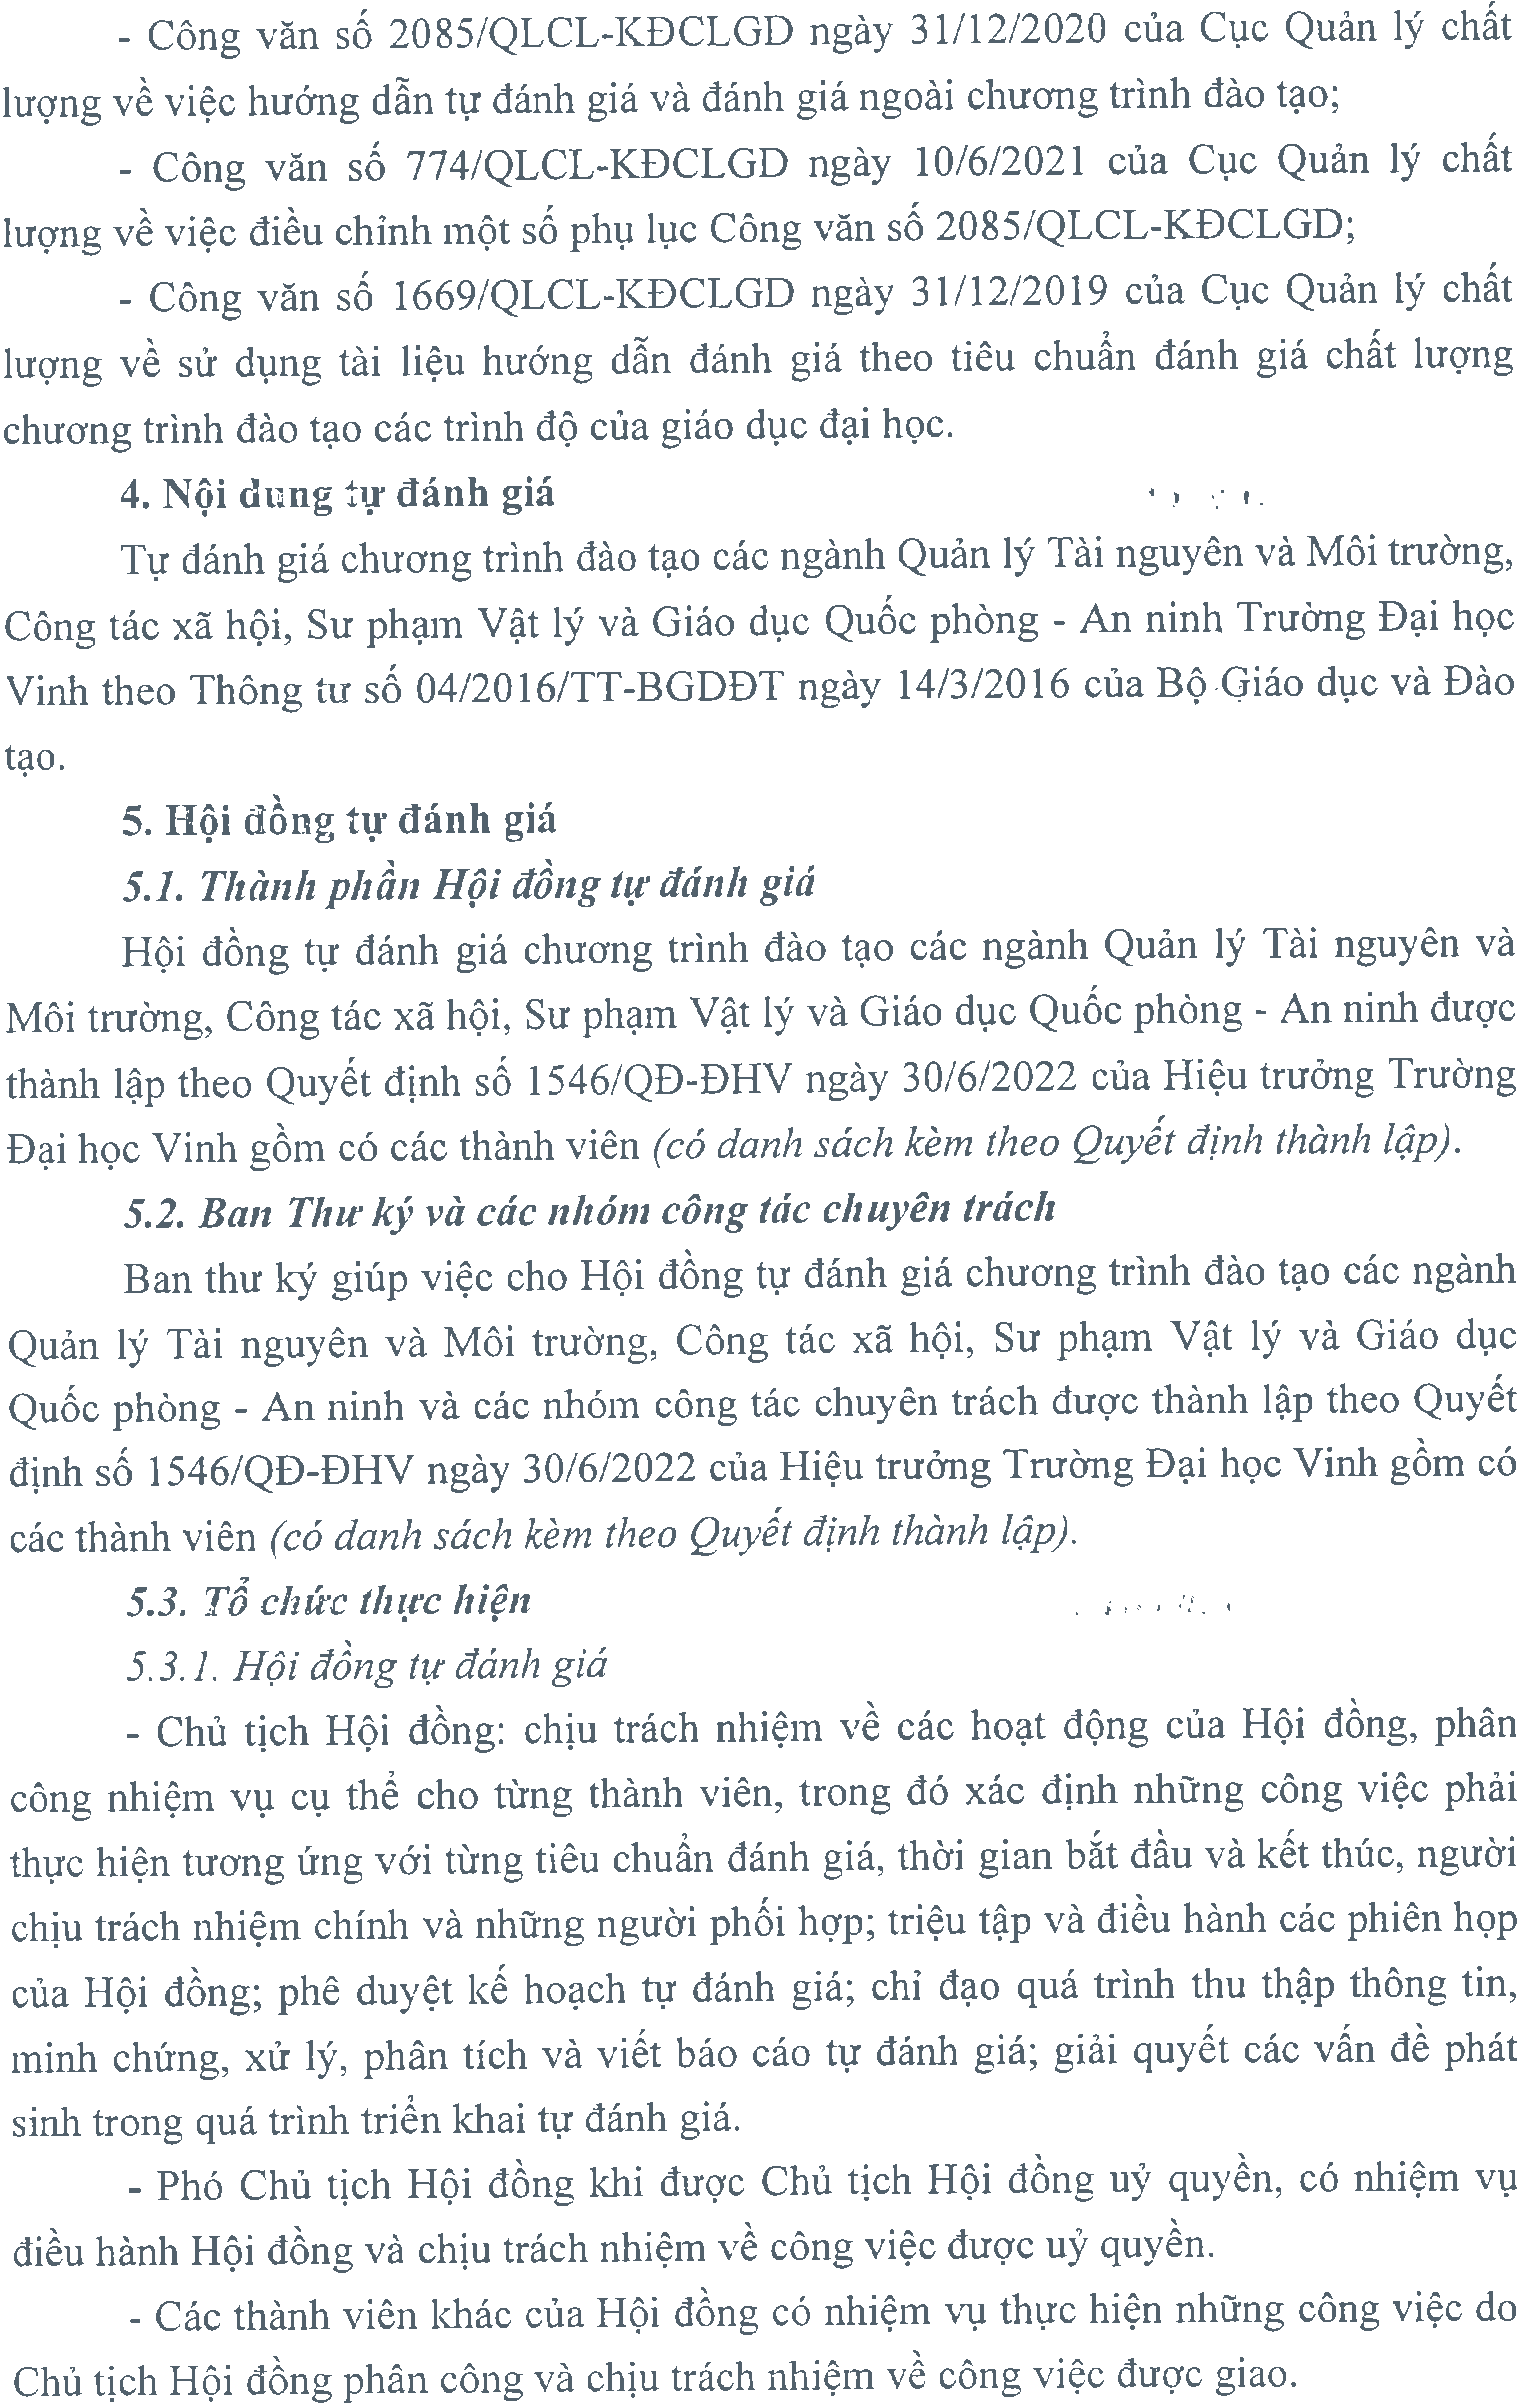 - Công văn số 2085/QLCL-KĐCLGD ngày 31/12/2020 của Cục Quản lý chất
lượng về việc hướng dẫn tự đánh giá và đánh giá ngoài chương trình đào tạo;
- Công văn số 774/QLCL-KĐCLGD ngày 10/6/2021 của Cục Quản lý chất
lượng về việc điều chỉnh một số phụ lục Công văn số 2085/QLCL-KĐCLGD;
- Công văn số 1669/QLCL-KĐCLGD ngày 31/12/2019 của Cục Quản lý chất
lượng về sử dụng tài liệu hướng dẫn đánh giá theo tiêu chuẩn đánh giá chất lượng
chương trình đào tạo các trình độ của giáo dục đại học.
4. Nội dung tự đánh giá
Tự đánh giá chương trình đào tạo các ngành Quản lý Tài nguyên và Môi trường,
Công tác xã hội, Sư phạm Vật lý và Giáo dục Quốc phòng - An ninh Trường Đại học
Vinh theo Thông tư số 04/2016/TT-BGDĐT ngày 14/3/2016 của Bộ Giáo dục và Đào
tạo.
5. Hội đồng tự đánh giá
5.1. Thành phần Hội đồng tự đánh giá
Hội đồng tự đánh giá chương trình đào tạo các ngành Quản lý Tài nguyên và
Môi trường, Công tác xã hội, Sư phạm Vật lý và Giáo dục Quốc phòng - An ninh được
thành lập theo Quyết định số 1546/QĐ-ĐHV ngày 30/6/2022 của Hiệu trưởng Trường
Đại học Vinh gồm có các thành viên (có danh sách kèm theo Quyết định thành lập).
5.2. Ban Thư ký và các nhóm công tác chuyên trách
Ban thư ký giúp việc cho Hội đồng tự đánh giá chương trình đào tạo các ngành
Quản lý Tài nguyên và Môi trường, Công tác xã hội, Sư phạm Vật lý và Giáo dục
Quốc phòng - An ninh và các nhóm công tác chuyên trách được thành lập theo Quyết
định số 1546/QĐ-ĐHV ngày 30/6/2022 của Hiệu trưởng Trường Đại học Vinh gồm có
các thành viên (có danh sách kèm theo Quyết định thành lập).
5.3. Tổ chức thực hiện
5.3.1. Hội đồng tự đánh giá
- Chủ tịch Hội đồng: chịu trách nhiệm về các hoạt động của Hội đồng, phân
công nhiệm vụ cụ thể cho từng thành viên, trong đó xác định những công việc phải
thực hiện tương ứng với từng tiêu chuẩn đánh giá, thời gian bắt đầu và kết thúc, người
chịu trách nhiệm chính và những người phối hợp; triệu tập và điều hành các phiên họp
của Hội đồng; phê duyệt kế hoạch tự đánh giá; chỉ đạo quá trình thu thập thông tin,
minh chứng, xử lý, phân tích và viết báo cáo tự đánh giá; giải quyết các vấn đề phát
sinh trong quá trình triển khai tự đánh giá.
- Phó Chủ tịch Hội đồng khi được Chủ tịch Hội đồng uỷ quyền, có nhiệm vụ
điều hành Hội đồng và chịu trách nhiệm về công việc được uỷ quyền.
- Các thành viên khác của Hội đồng có nhiệm vụ thực hiện những công việc do
Chủ tịch Hội đồng phân công và chịu trách nhiệm về công việc được giao.